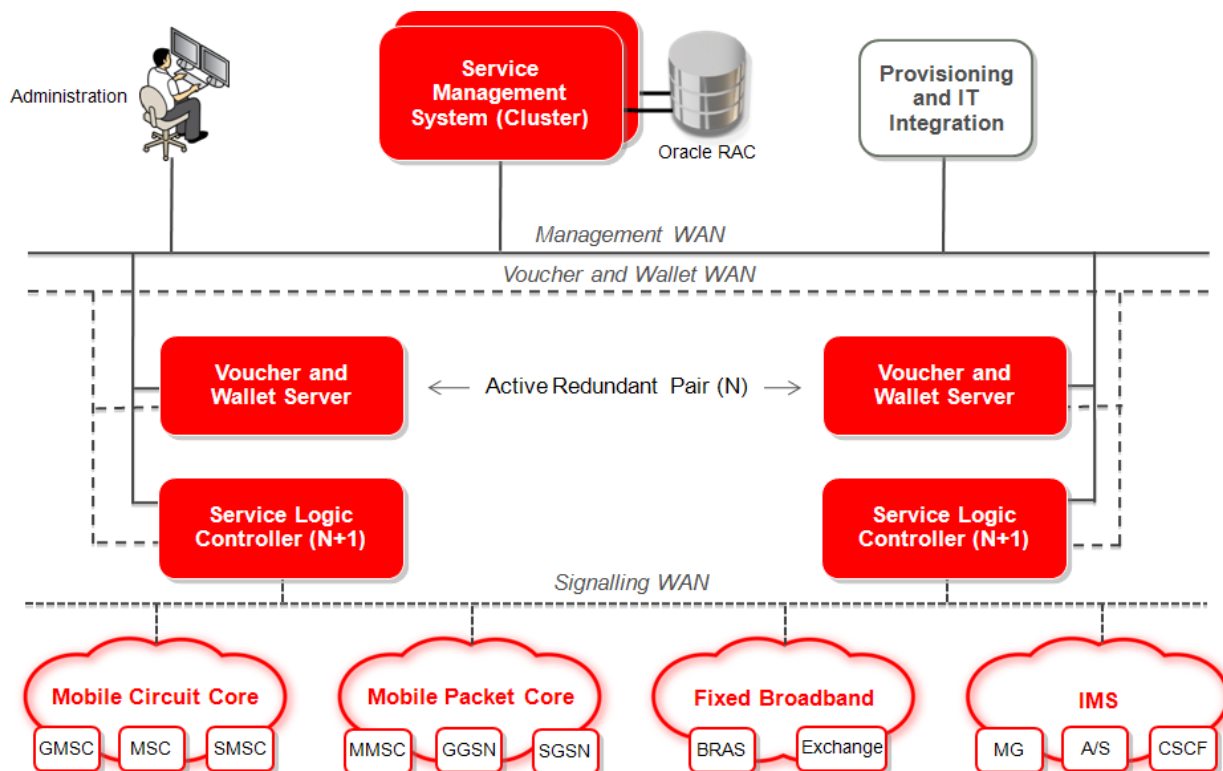 Administration
Service
Management
System (Cluster)
Oracle RAC
Provisioning
and IT
Integration
Management WAN
Voucher and Wallet WAN
Voucher and
Wallet Server
Active Redundant Pair (N)
Voucher and
Wallet Server
Service Logic
Controller (N+1)
Service Logic
Controller (N+1)
Signalling WAN
Mobile Circuit Core
GMSC
MSC
SMSC
Mobile Packet Core
MMSC
GGSN
SGSN
Fixed Broadband
BRAS
Exchange
IMS
MG
A/S
CSCF